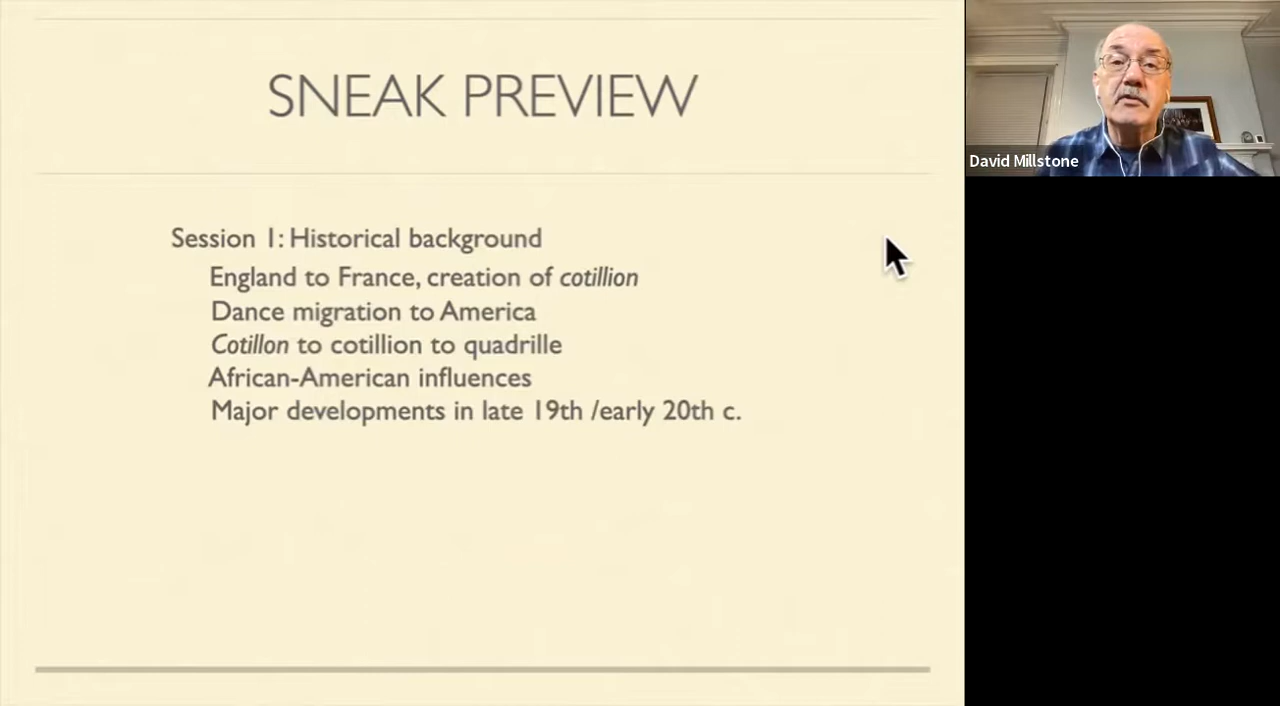 SNEAK PREVIEW
Session 1: Historical background
England to France, creation of cotillion
Dance migration to America
Cotillon to cotillion to quadrille
African-American influences
Major developments in late 19th /early 20th c.
David Millstone